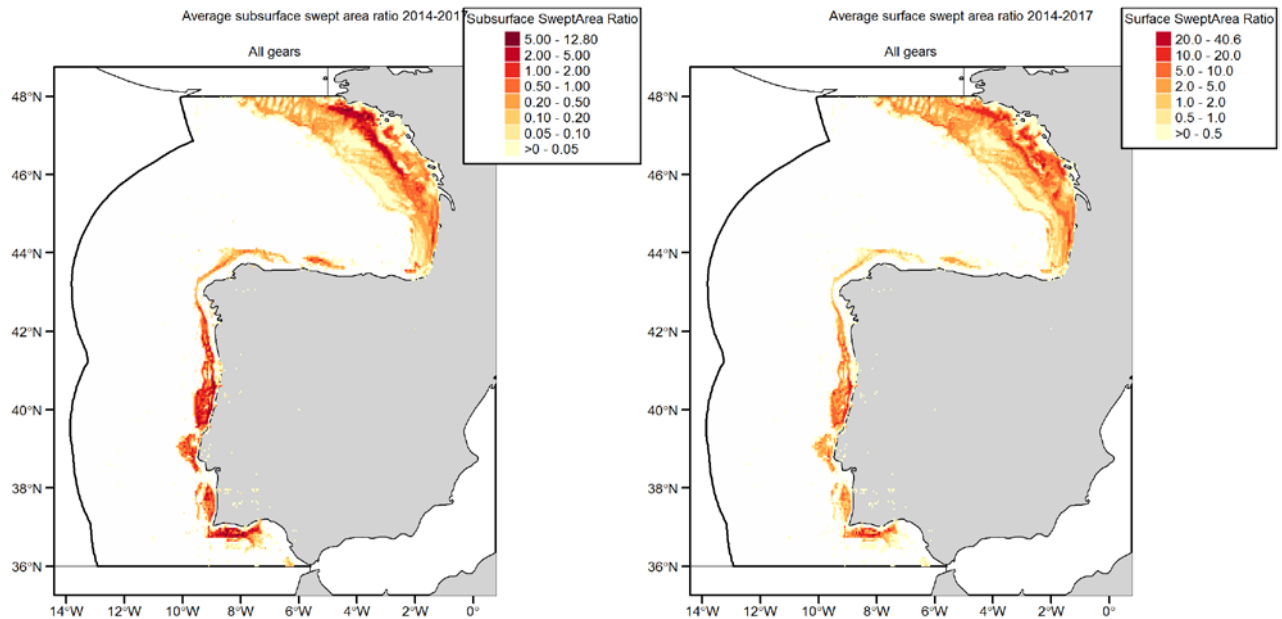 Average subsurface swept area ratio 2014-2017
All gears
Subsurface SweptArea Ratio
5.00 - 12.80
2.00 - 5.00
1.00 - 2.00
0.50 - 1.00
0.20 - 0.50
0.10 - 0.20
0.05 - 0.10
>0 - 0.05
48°N
46°N
44°N
42°N
40°N
38°N
36°N
14°W 12°W 10°W 8°W 6°W 4°W 2°W 0°
Average surface swept area ratio 2014-2017
All gears
Surface SweptArea Ratio
20.0 - 40.6
10.0 - 20.0
5.0 - 10.0
2.0 - 5.0
1.0 - 2.0
0.5 - 1.0
>0 - 0.5
48°N
46°N
44°N
42°N
40°N
38°N
36°N
14°W 12°W 10°W 8°W 6°W 4°W 2°W 0°